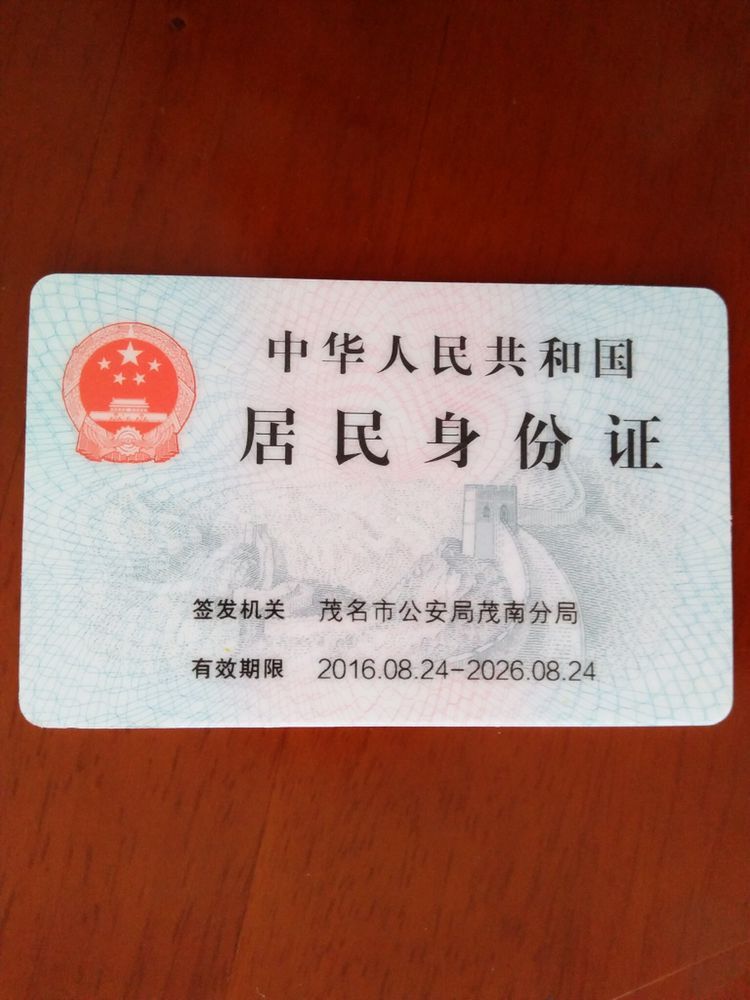 中华人民共和国
居民身份证
签发机关 茂名市公安局茂南分局
有效期限 2016.08.24-2026.08.24